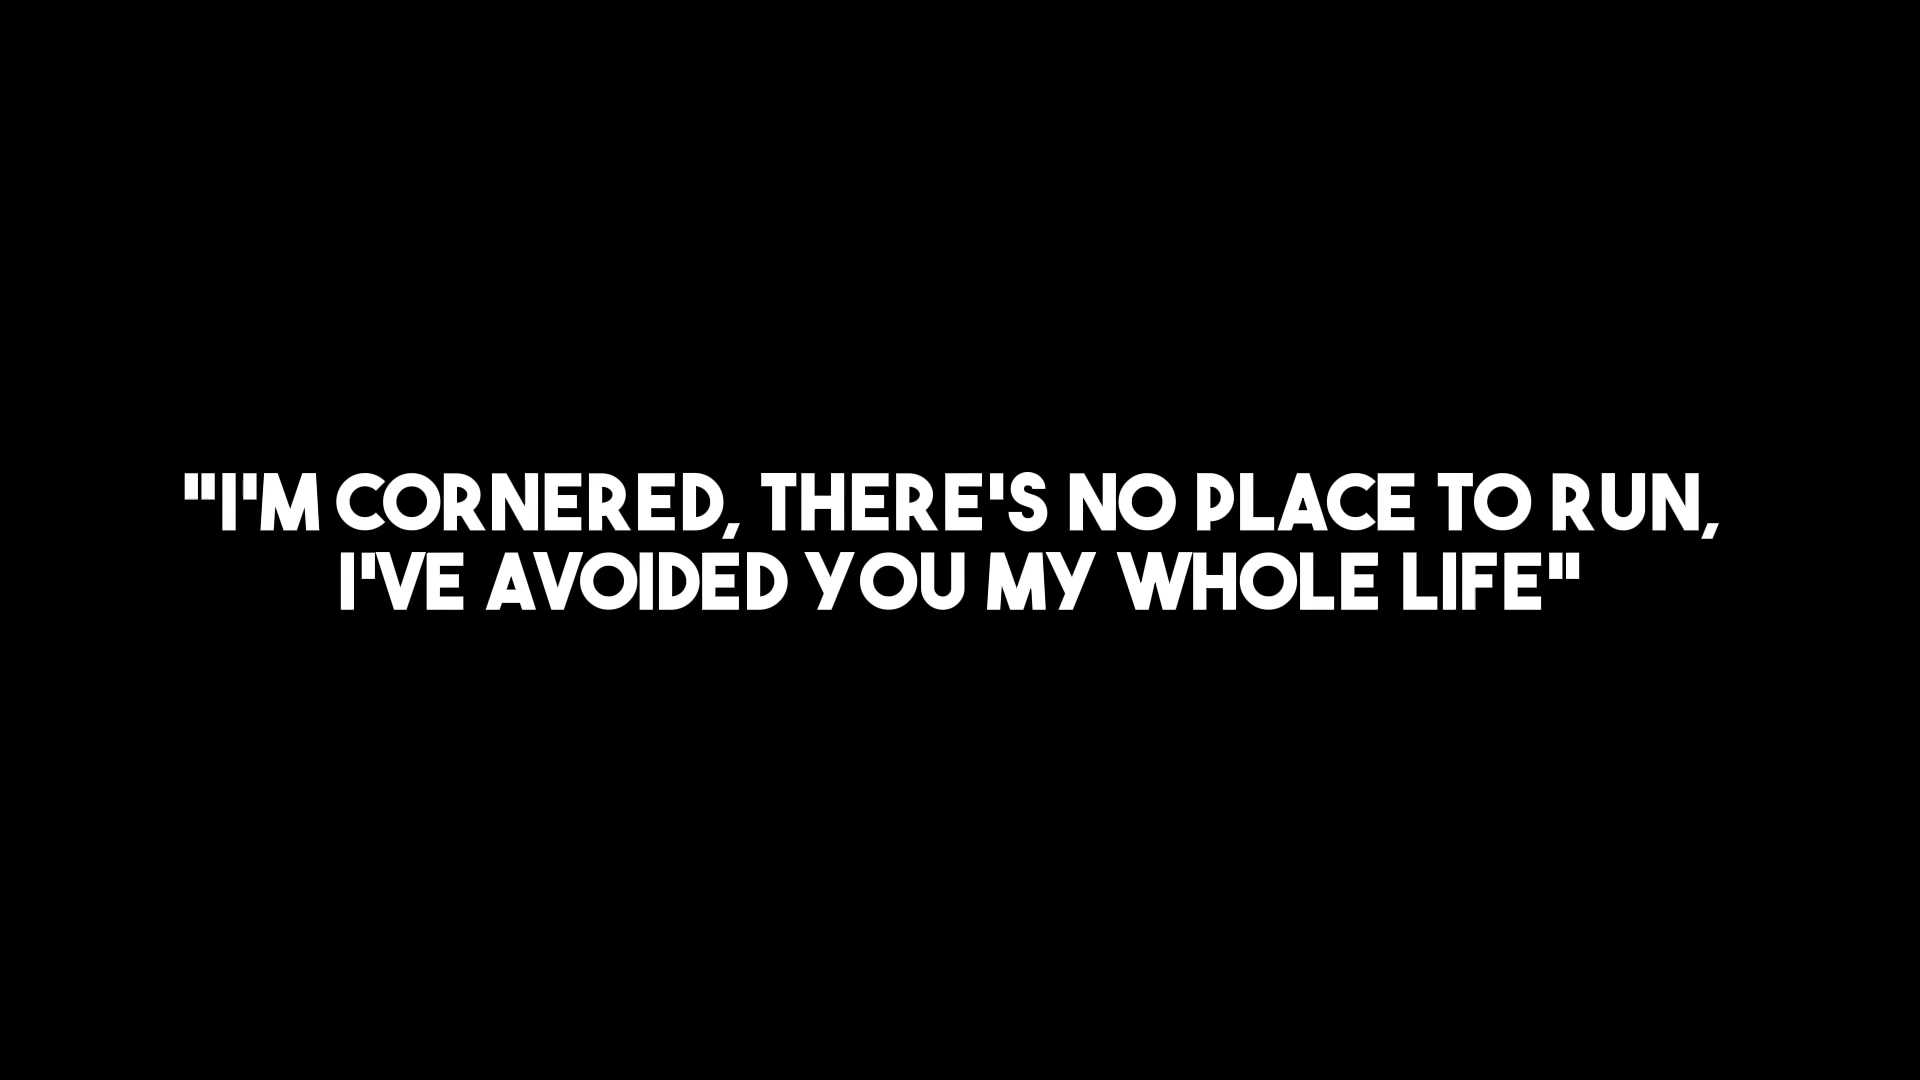 "I'M CORNERED, THERE'S NO PLACE TO RUN,
I'VE AVOIDED YOU MY WHOLE LIFE"